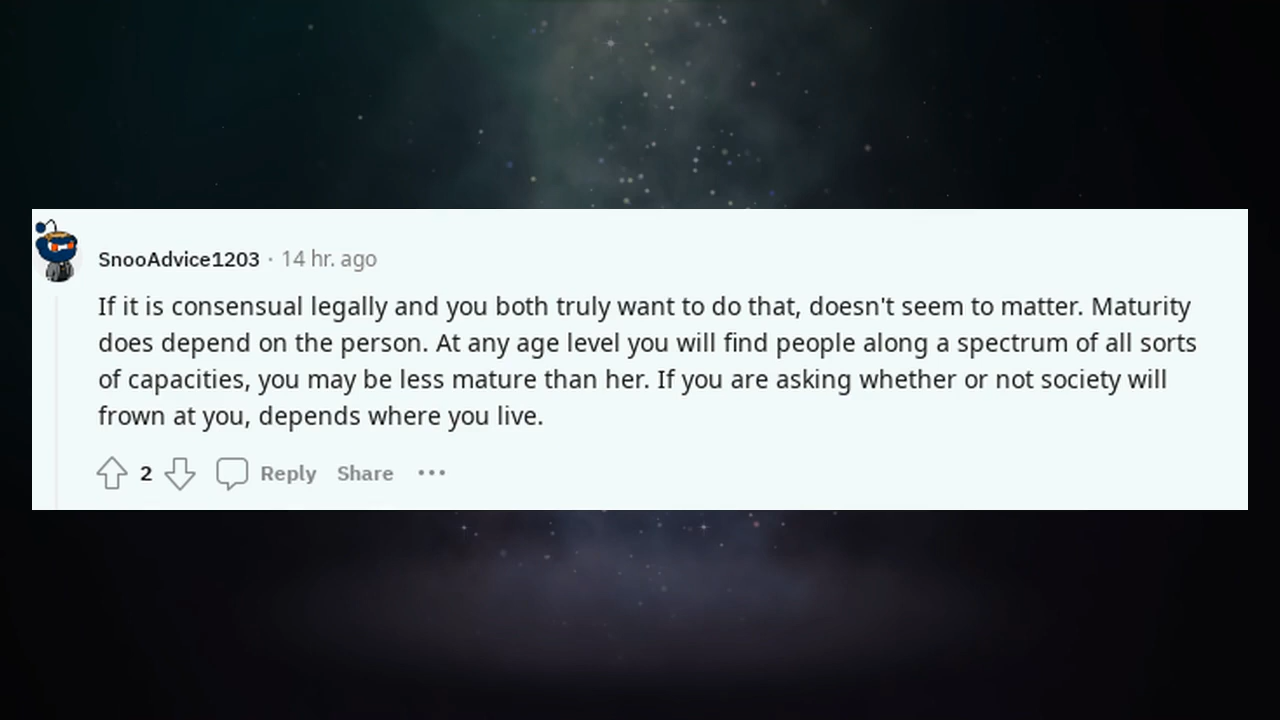 SnooAdvice1203 · 14 hr. ago
If it is consensual legally and you both truly want to do that, doesn't seem to matter. Maturity
does depend on the person. At any age level you will find people along a spectrum of all sorts
of capacities, you may be less mature than her. If you are asking whether or not society will
frown at you, depends where you live.
2 Reply Share ···